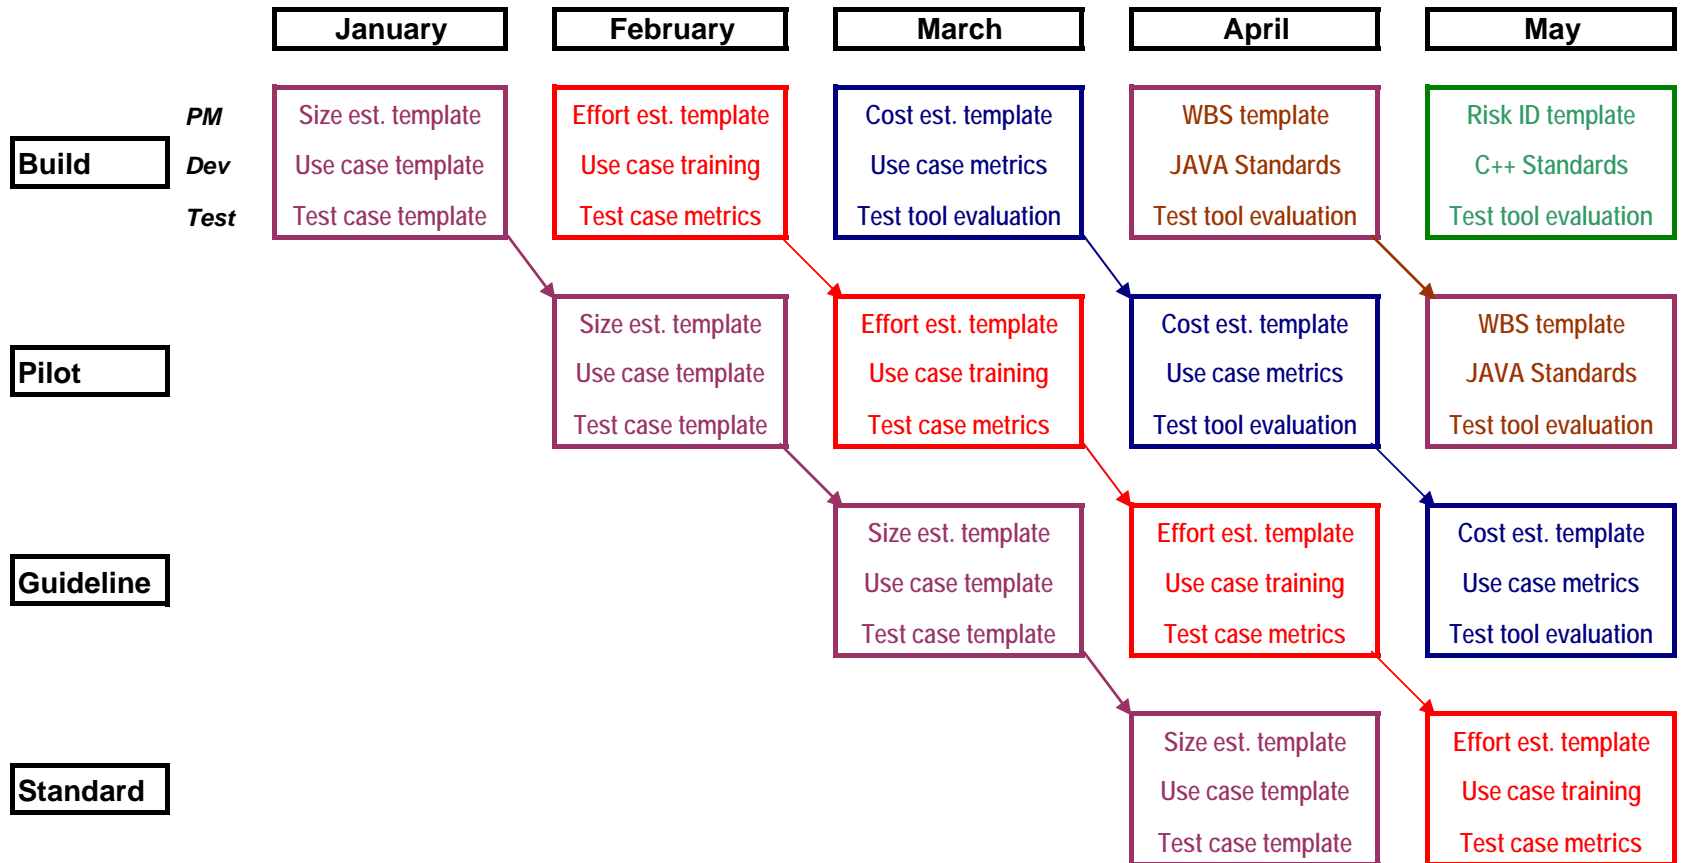 January February March April May
PM Size est. template Effort est. template Cost est. template WBS template Risk ID template
Build Dev Use case template Use case training Use case metrics JAVA Standards C++ Standards
Test Test case template Test case metrics Test tool evaluation Test tool evaluation Test tool evaluation
Size est. template Effort est. template Cost est. template WBS template
Pilot Use case template Use case training Use case metrics JAVA Standards
Test case template Test case metrics Test tool evaluation Test tool evaluation
Size est. template Effort est. template Cost est. template
Guideline Use case template Use case training Use case metrics
Test case template Test case metrics Test tool evaluation
Size est. template Effort est. template
Standard Use case template Use case training
Test case template Test case metrics